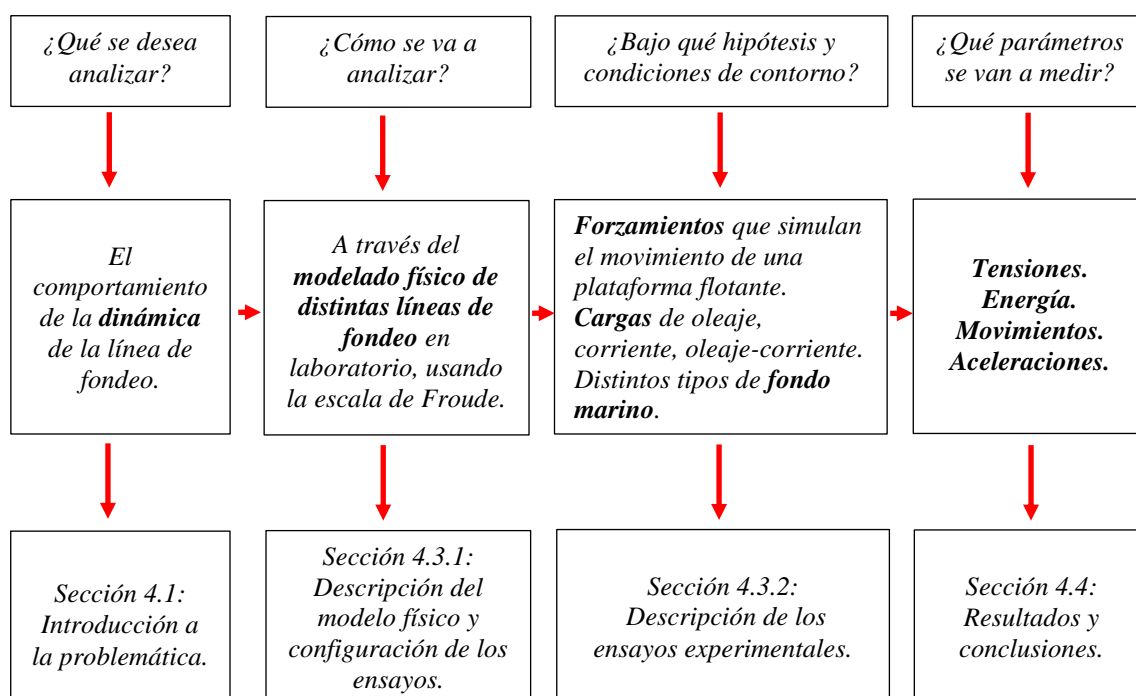 ¿Qué se desea
analizar?
¿Cómo se va a
analizar?
¿Bajo qué hipótesis y
condiciones de contorno?
¿Qué parámetros
se van a medir?
El
comportamiento
de la dinámica
de la línea de
fondeo.
A través del
modelado físico de
distintas líneas de
fondeo en
laboratorio, usando
la escala de Froude.
Forzamientos que simulan
el movimiento de una
plataforma flotante.
Cargas de oleaje,
corriente, oleaje-corriente.
Distintos tipos de fondo
marino.
Tensiones.
Energía.
Movimientos.
Aceleraciones.
Sección 4.1:
Introducción a
la problemática.
Sección 4.3.1:
Descripción del
modelo físico y
configuración de los
ensayos.
Sección 4.3.2:
Descripción de los
ensayos experimentales.
Sección 4.4:
Resultados y
conclusiones.